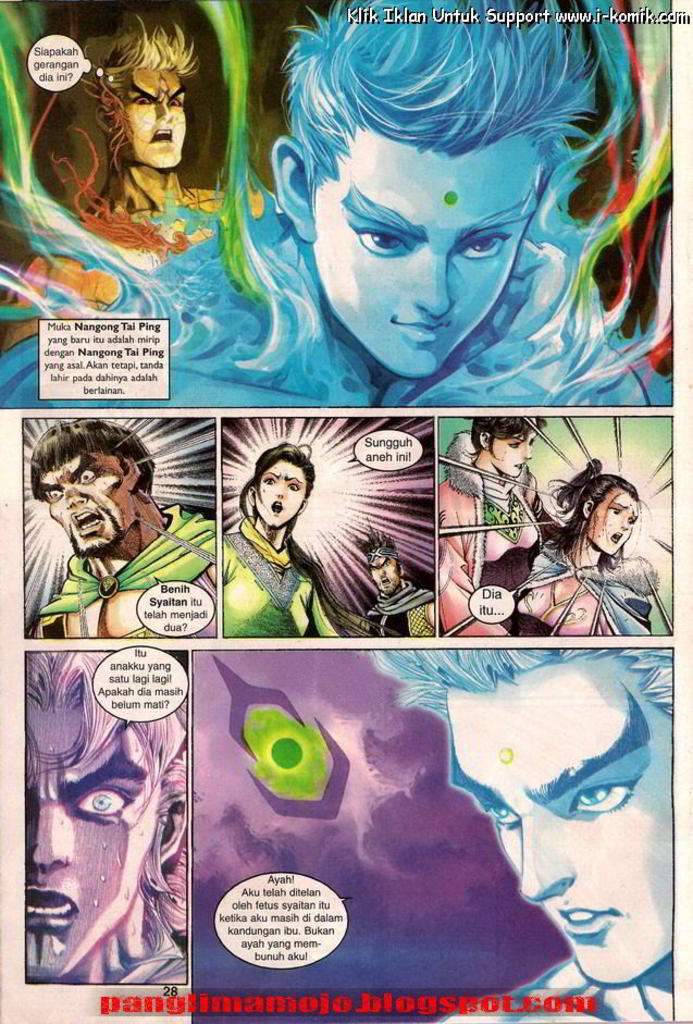 Klik Iklan Untuk Support www.i-komik.com
Siapakah
gerangan
dia ini?
Muka Nangong Tai Ping
yang baru itu adalah mirip
dengan Nangong Tai Ping
yang asal. Akan tetapi, tanda
lahir pada dahinya adalah
berlainan.
Benih
Syaitan itu
telah menjadi
dua?
Sungguh
aneh ini!
Dia
itu...
Itu
anakku yang
satu lagi lagi!
Apakah dia masih
belum mati?
Ayah!
Aku telah ditelan
oleh fetus syaitan itu
ketika aku masih di dalam
kandungan ibu. Bukan
ayah yang mem-
bunuh aku!
28
panglimamojo.blogspot.com